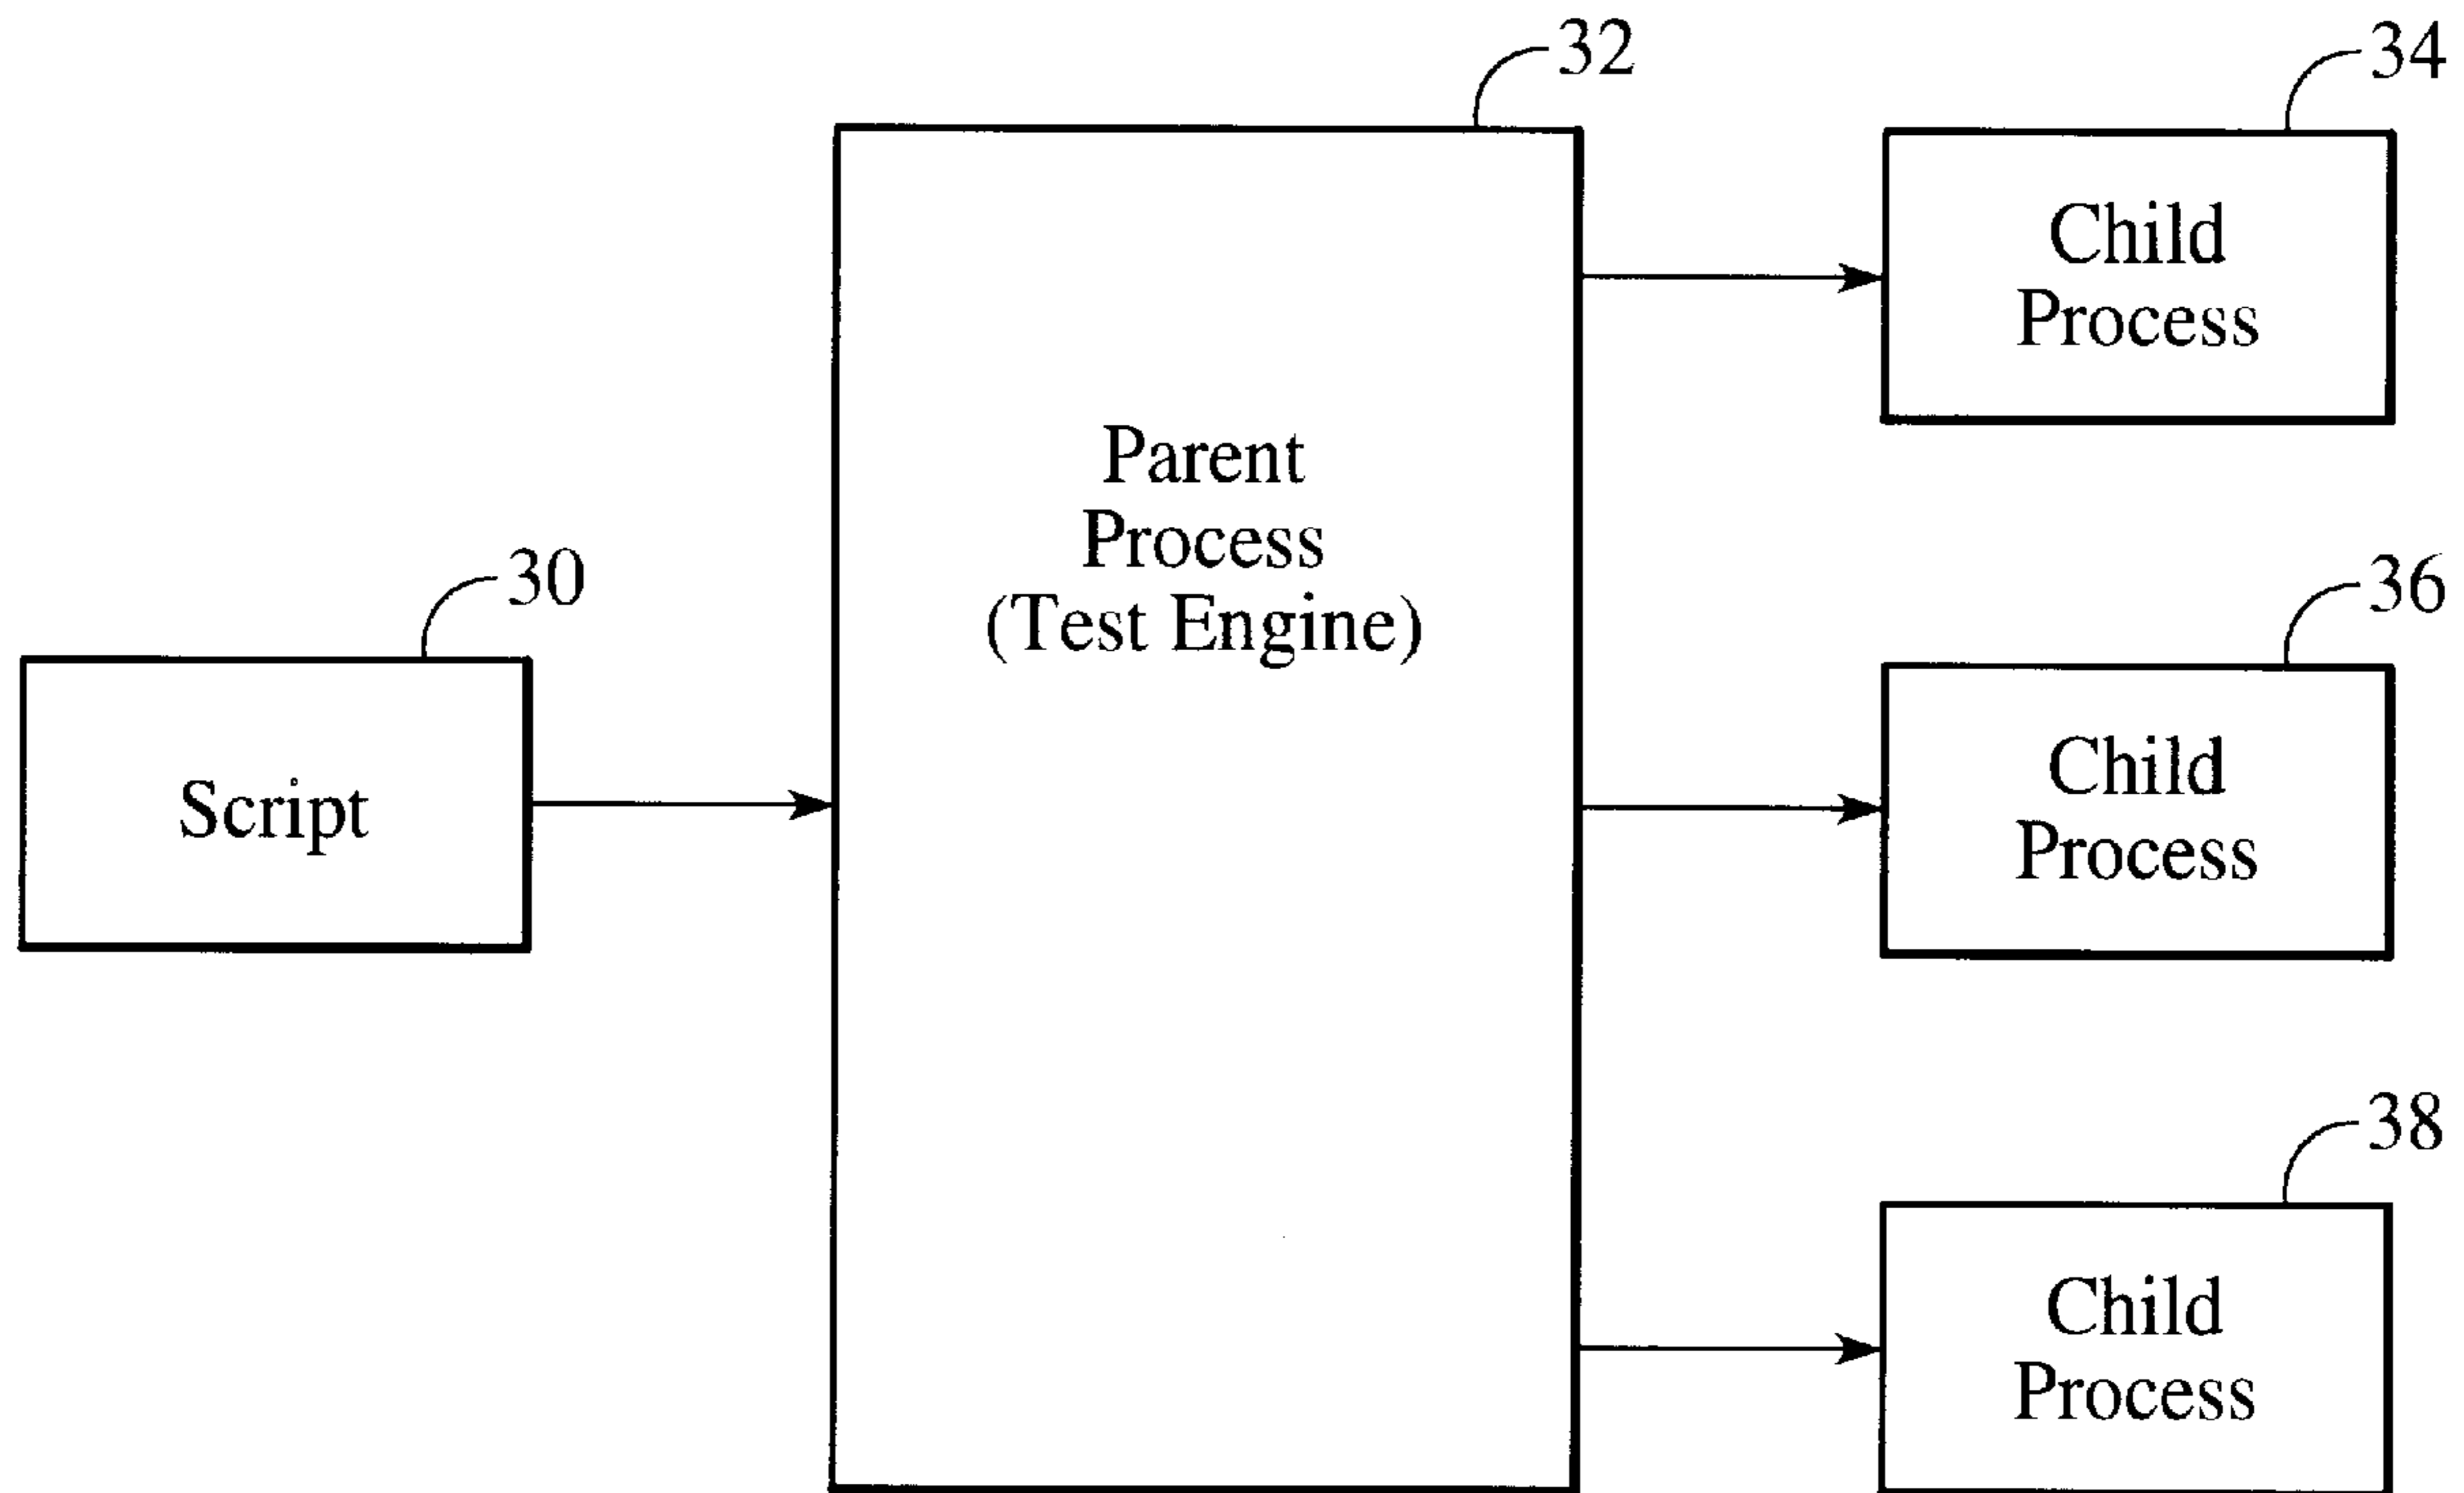 32
34
Child
Process
Parent
Process
(Test Engine)
30
36
Script
Child
Process
38
Child
Process